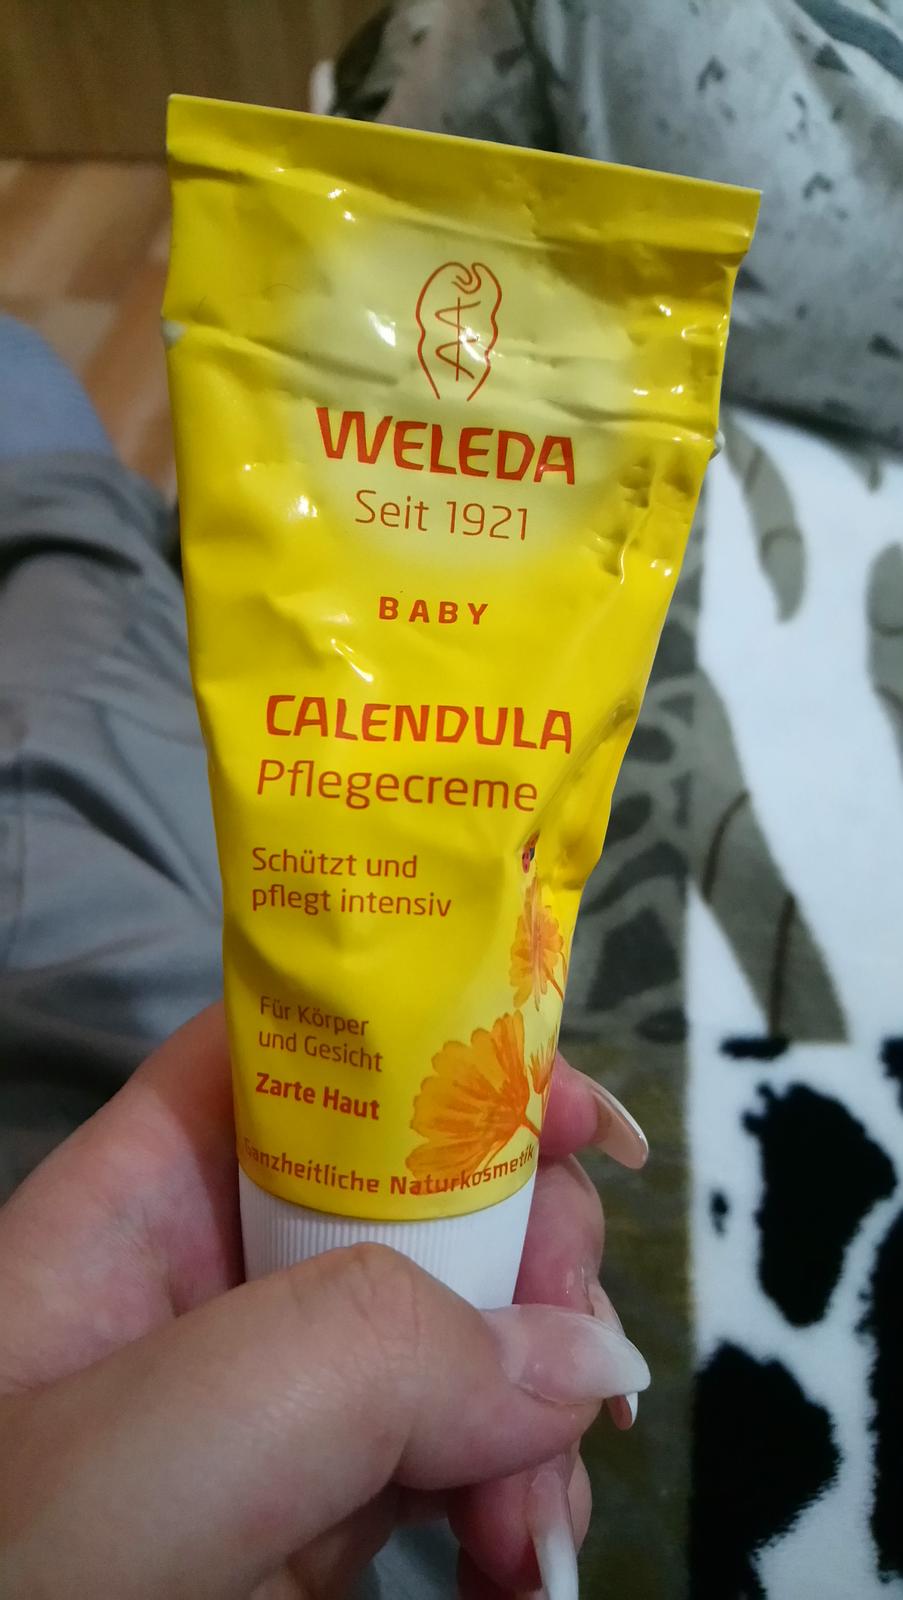 WELEDA
Seit 1921
BABY
CALENDULA
Pflegecreme
Schützt und
pflegt intensiv
Für Körper
und Gesicht
Zarte Haut
Ganzheitliche Naturkosmetik